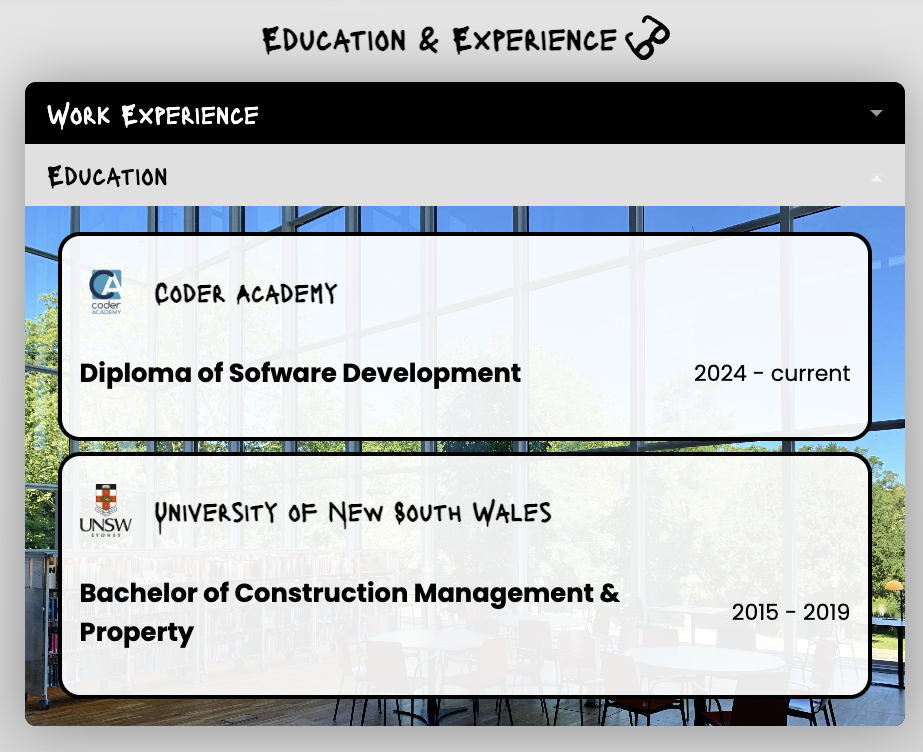 Education & Experience
Work Experience
Education
CA
coder
ACADEMY
Coder Academy
Diploma of Sofware Development
2024 - current
UNSW
SYDNEY
University of New South Wales
Bachelor of Construction Management &
Property
2015 - 2019